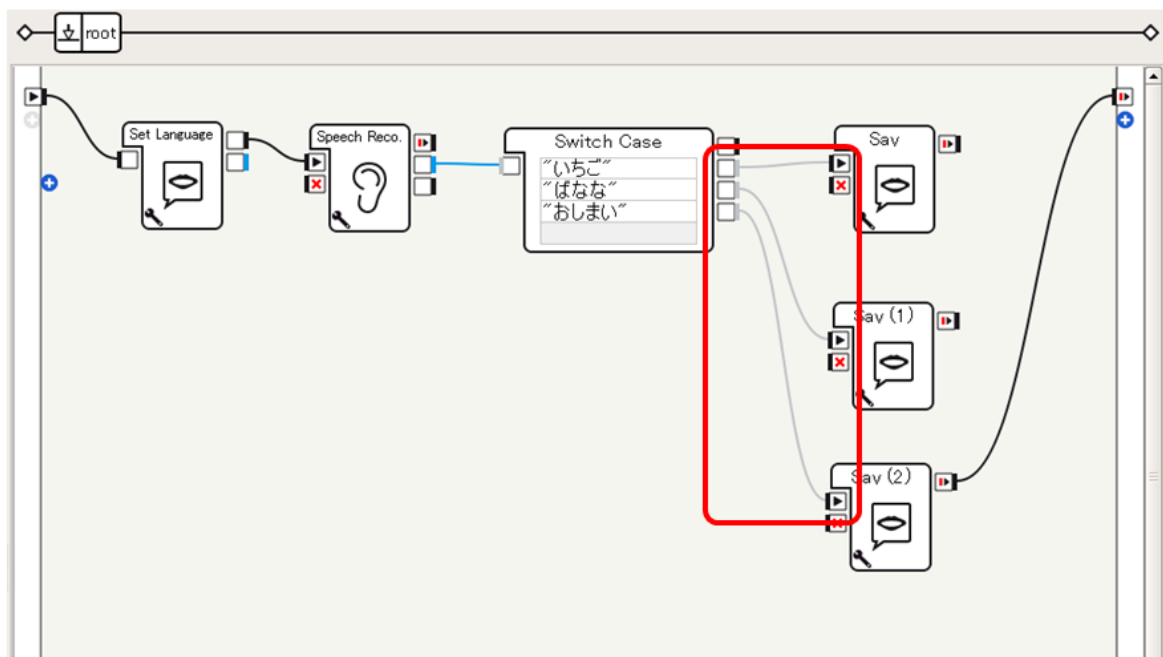 root
Set Language
Speech Reco.
Switch Case
"いちご"
"ばなな"
"おしまい"
Say
Say (1)
Say (2)